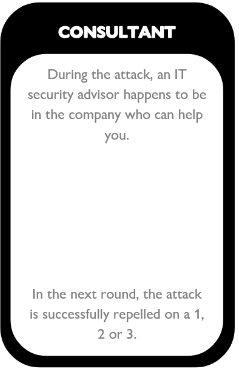 CONSULTANT
During the attack, an IT
security advisor happens to be
in the company who can help
you.
In the next round, the attack
is successfully repelled on a 1,
2 or 3.